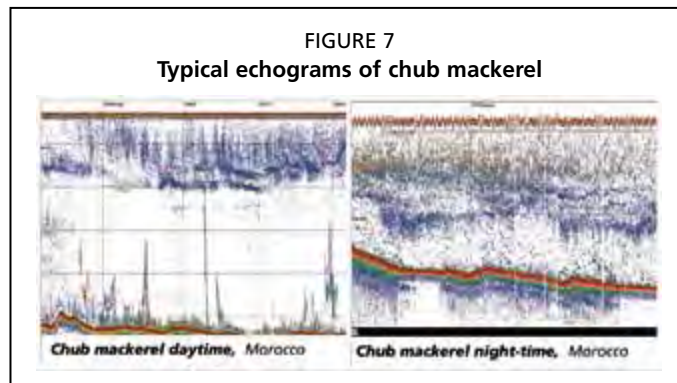 FIGURE 7
Typical echograms of chub mackerel
Chub mackerel daytime, Morocco
Chub mackerel night-time, Morocco